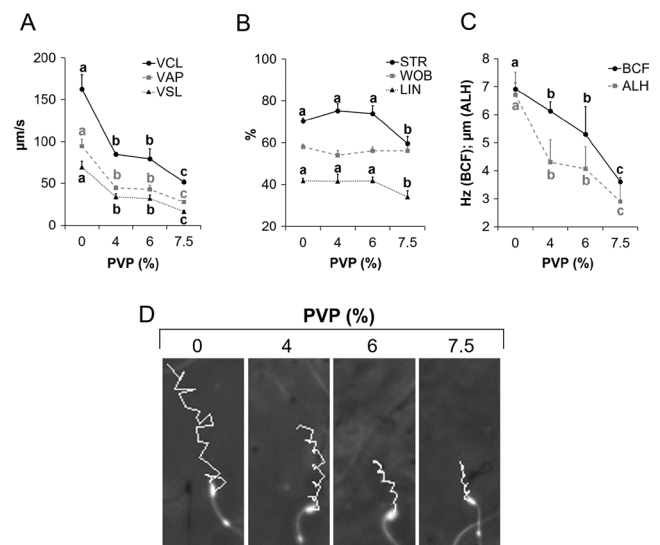 A
VCL
VAP
VSL
µm/s
200
150
100
50
0
a
a
a
b
b
b
b
b
b
c
c
c
0 4 6 7.5
PVP (%)
B
STR
WOB
LIN
%
100
80
60
40
20
a
a
a
b
a
a
a
b
0 4 6 7.5
PVP (%)
C
BCF
ALH
Hz (BCF); µm (ALH)
8
7
6
5
4
3
2
a
a
b
b
b
b
c
c
0 4 6 7.5
PVP (%)
D
PVP (%)
0 4 6 7.5